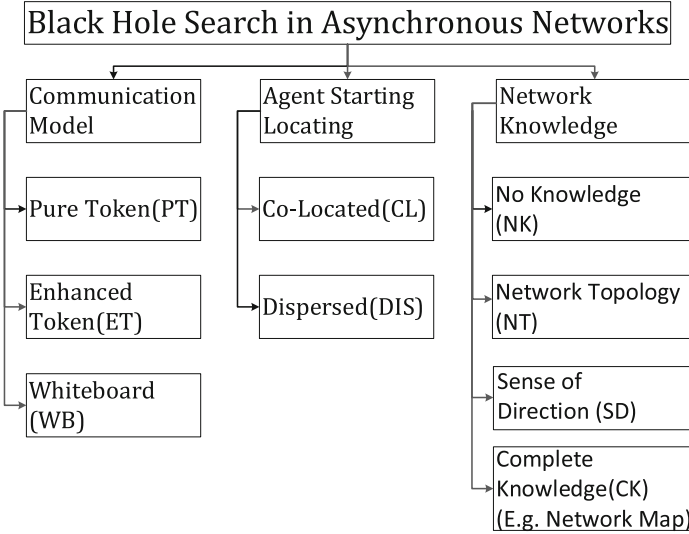 Black Hole Search in Asynchronous Networks
Communication
Model
Pure Token(PT)
Enhanced
Token(ET)
Whiteboard
(WB)
Agent Starting
Locating
Co-Located(CL)
Dispersed(DIS)
Network
Knowledge
No Knowledge
(NK)
Network Topology
(NT)
Sense of
Direction (SD)
Complete
Knowledge(CK)
(E.g. Network Map)